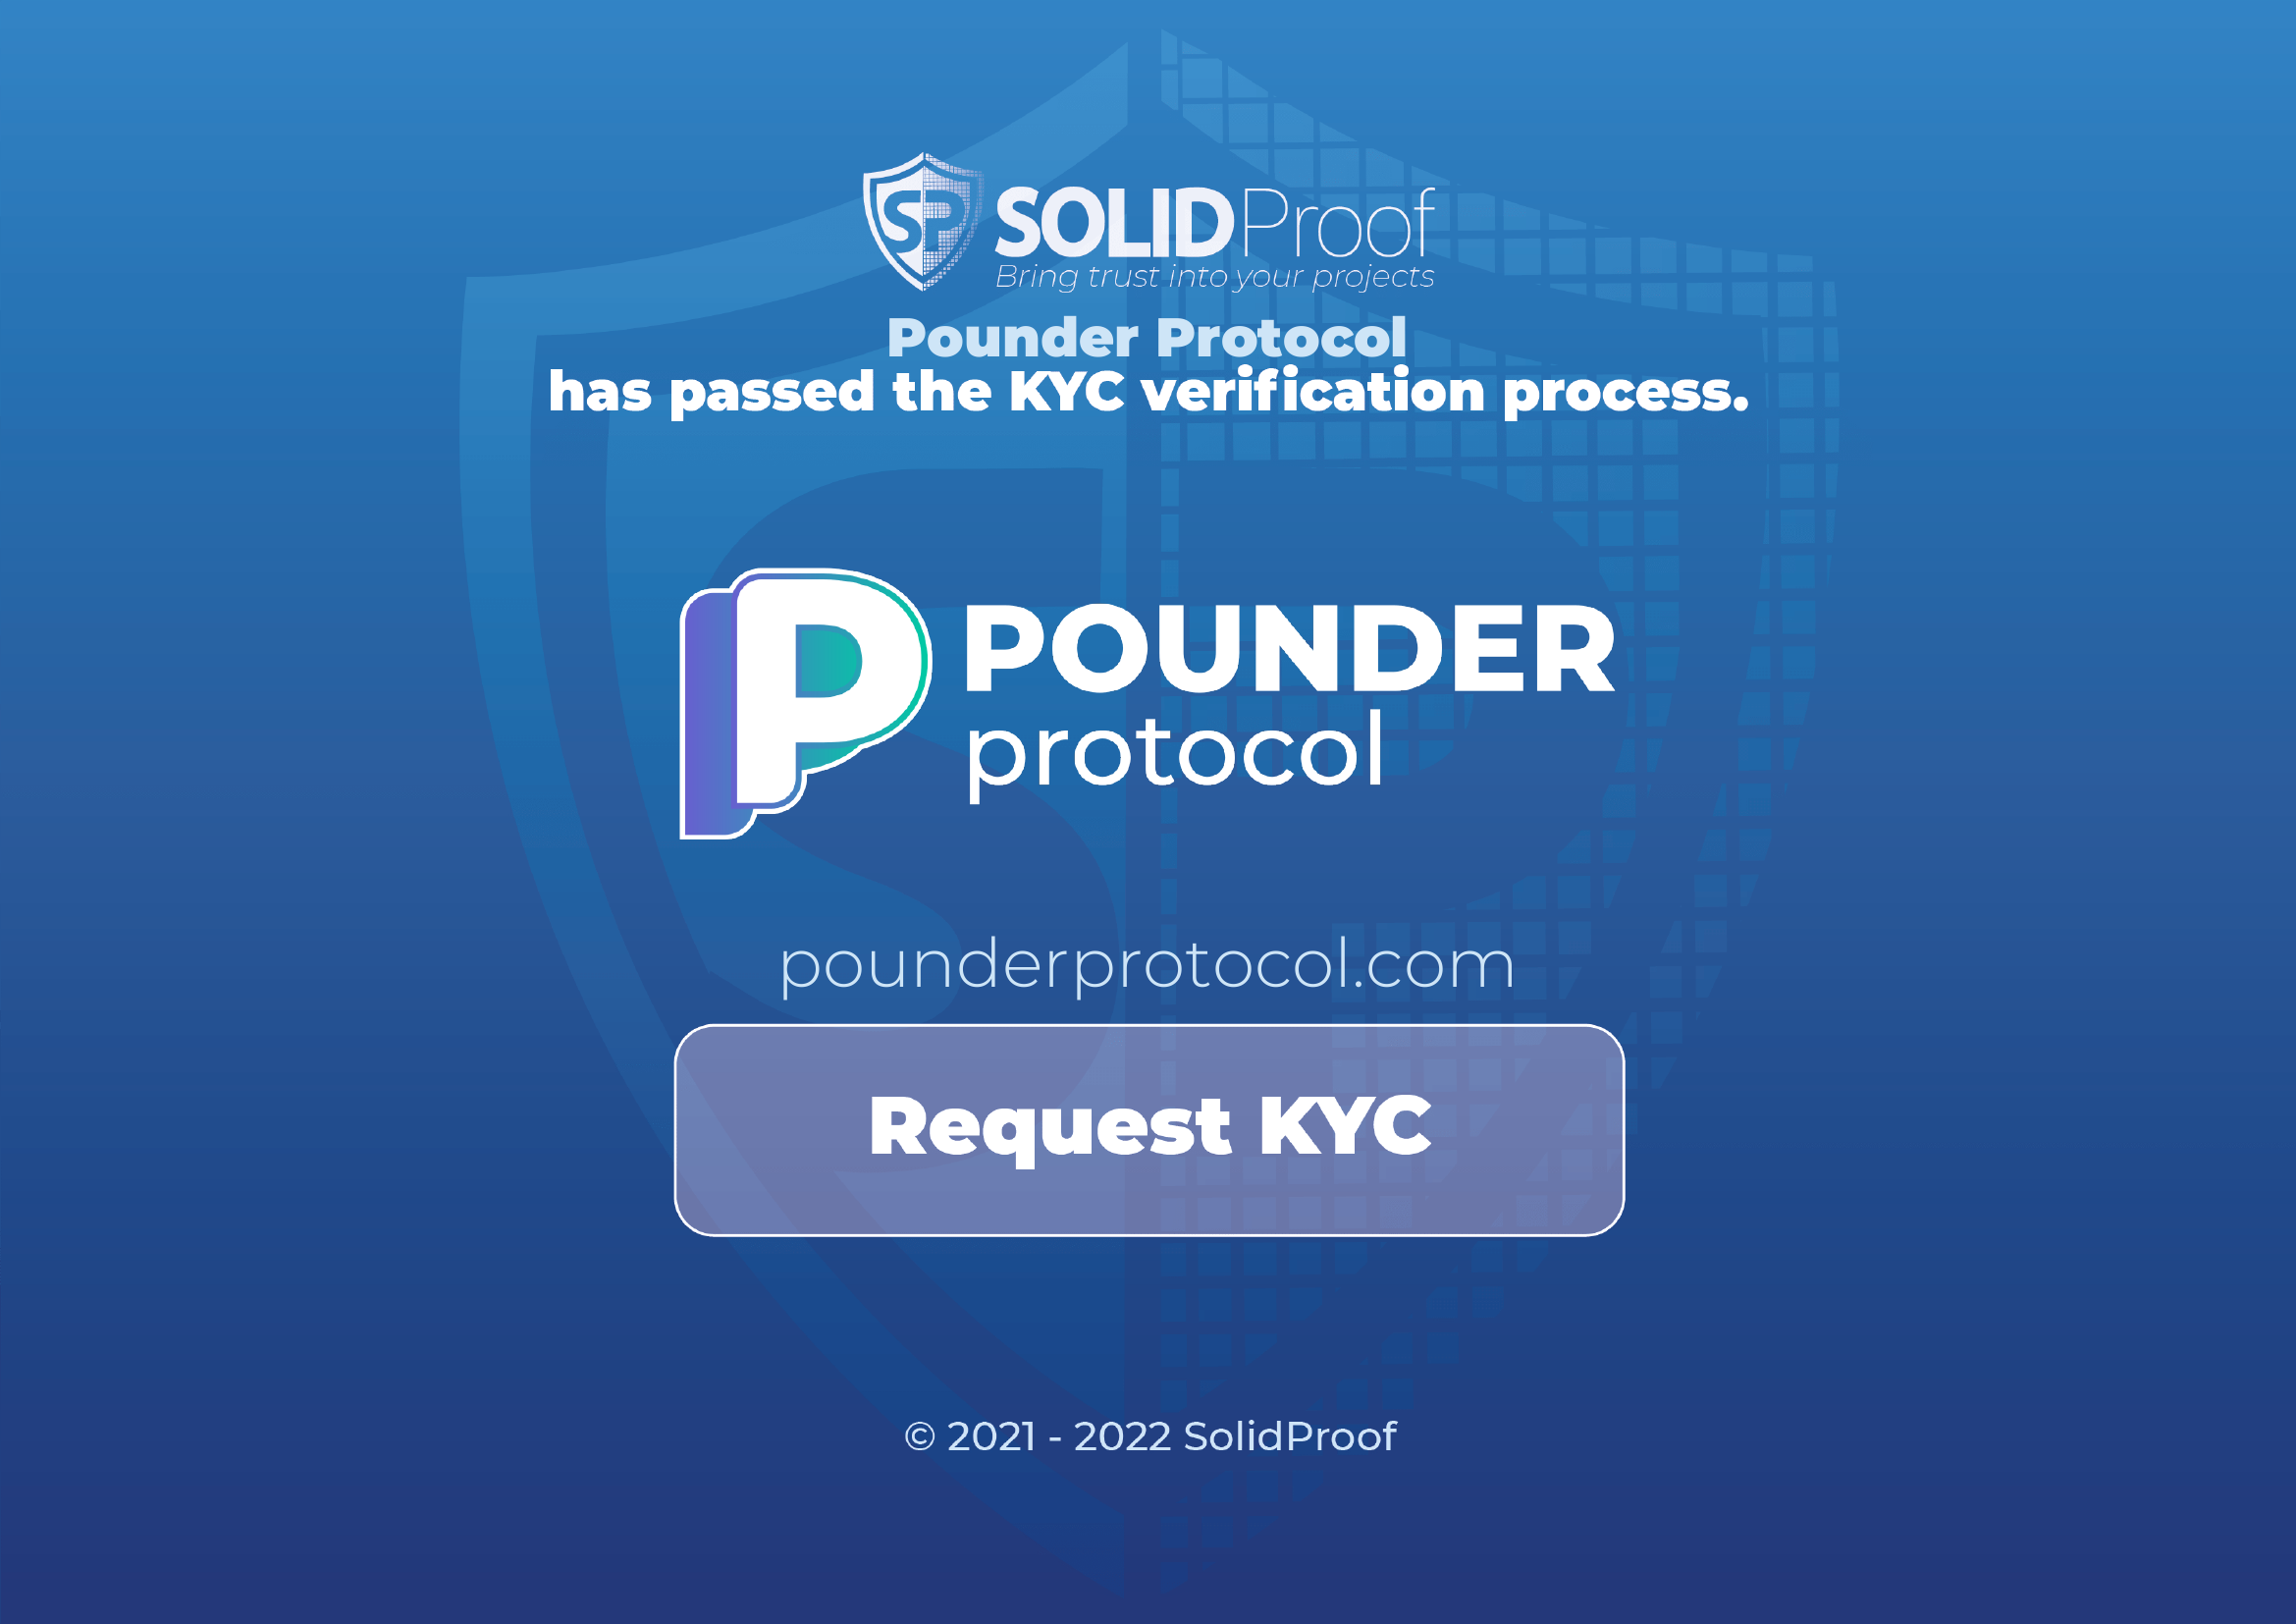 SP SOLIDProof
Bring trust into your projects
Pounder Protocol
has passed the KYC verification process.
P POUNDER
protocol
pounderprotocol.com
Request KYC
© 2021 - 2022 SolidProof